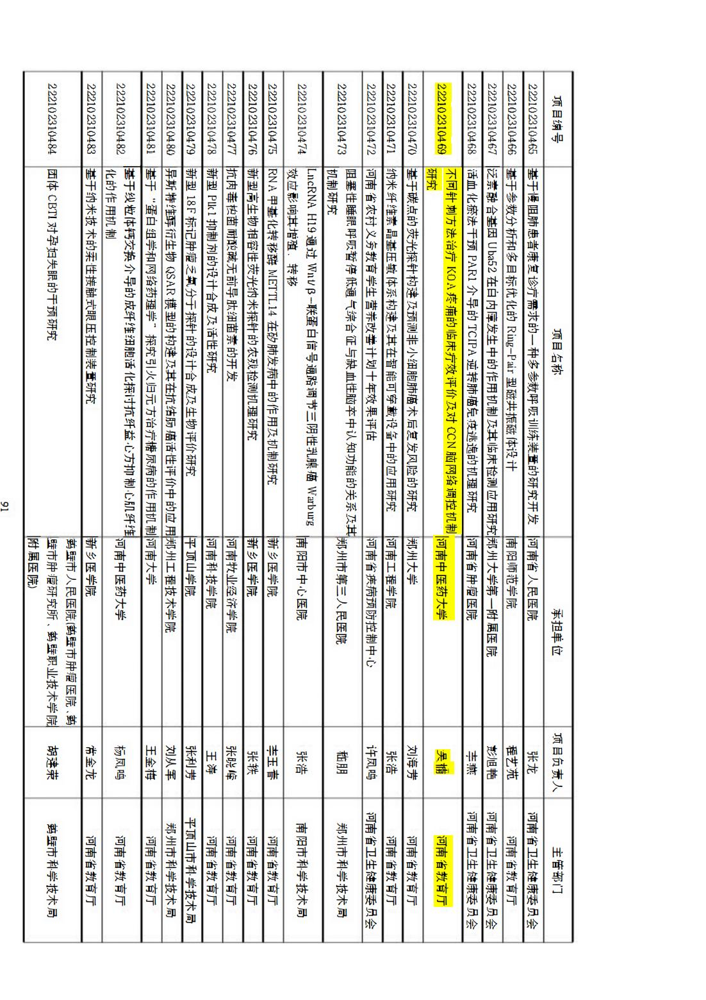 项目编号 项目名称 承担单位 项目负责人 主管部门
222102310465 基于慢阻肺患者康复诊疗需求的一种多参数呼吸训练装置的研究开发 河南省人民医院 张龙 河南省卫生健康委员会
222102310466 基于参数分析和多目标优化的 Ring-Pair 型磁共振磁体设计 南阳师范学院 程艺苑 河南省教育厅
222102310467 泛素融合基因 Uba52 在白内障发生中的作用机制及其临床检测应用研究 郑州大学第一附属医院 彭旭艳 河南省卫生健康委员会
222102310468 活血化瘀法干预 PAR1 介导的 TCIPA 逆转肺癌免疫逃逸的机理研究 河南省肿瘤医院 李燕 河南省卫生健康委员会
222102310469 不同针刺方法治疗 KOA 疼痛的临床疗效评价及对 CCN 脑网络调控机制
研究 河南中医药大学 吴楠 河南省教育厅
222102310470 基于碳点的荧光探针构建及预测非小细胞肺癌术后复发风险的研究 郑州大学 刘海芳 河南省教育厅
222102310471 纳米纤维素晶基压敏体系构建及其在智能可穿戴设备中的应用研究 河南工程学院 张浩 河南省教育厅
222102310472 河南省农村义务教育学生营养改善计划十年效果评估 河南省疾病预防控制中心 许凤鸣 河南省卫生健康委员会
222102310473 阻塞性睡眠呼吸暂停低通气综合征与缺血性脑卒中认知功能的关系及其
机制研究 郑州市第三人民医院 嵇朋 郑州市科学技术局
222102310474 LncRNA H19 通过 Wnt/β-联蛋白信号通路调节三阴性乳腺癌 Warburg
效应影响其增殖、转移 南阳市中心医院 张浩 南阳市科学技术局
222102310475 RNA 甲基化转移酶 METTL14 在矽肺发病中的作用及机制研究 新乡医学院 李玉春 河南省教育厅
222102310476 新型高生物相容性荧光纳米探针的农残检测机理研究 新乡医学院 张轶 河南省教育厅
222102310477 抗肉毒梭菌耐酸碱无前导肽细菌素的开发 河南牧业经济学院 张晓峰 河南省教育厅
222102310478 新型 Plk1 抑制剂的设计合成及活性研究 河南科技学院 王涛 河南省教育厅
222102310479 新型 18F 标记肿瘤乏氧分子探针的设计合成及生物评价研究 平顶山学院 张利芳 平顶山市科学技术局
222102310480 异斯特维醇衍生物 QSAR 模型的构建及其在抗结肠癌活性评价中的应用 郑州工程技术学院 刘从军 郑州市科学技术局
222102310481 基于“蛋白组学和网络药理学”探究引火归元方治疗糖尿病的作用机制 河南大学 王金梅 河南省教育厅
222102310482 基于线粒体钙交换介导的成纤维细胞活化探讨抗纤益心方抑制心肌纤维
化的作用机制 河南中医药大学 杨凤鸣 河南省教育厅
222102310483 基于纳米技术的柔性接触式眼压控制装置研究 新乡医学院 常金龙 河南省教育厅
222102310484 团体 CBTI 对孕妇失眠的干预研究 鹤壁市人民医院(鹤壁市肿瘤医院、鹤
壁市肿瘤研究所、鹤壁职业技术学院
附属医院) 胡建荣 鹤壁市科学技术局
91